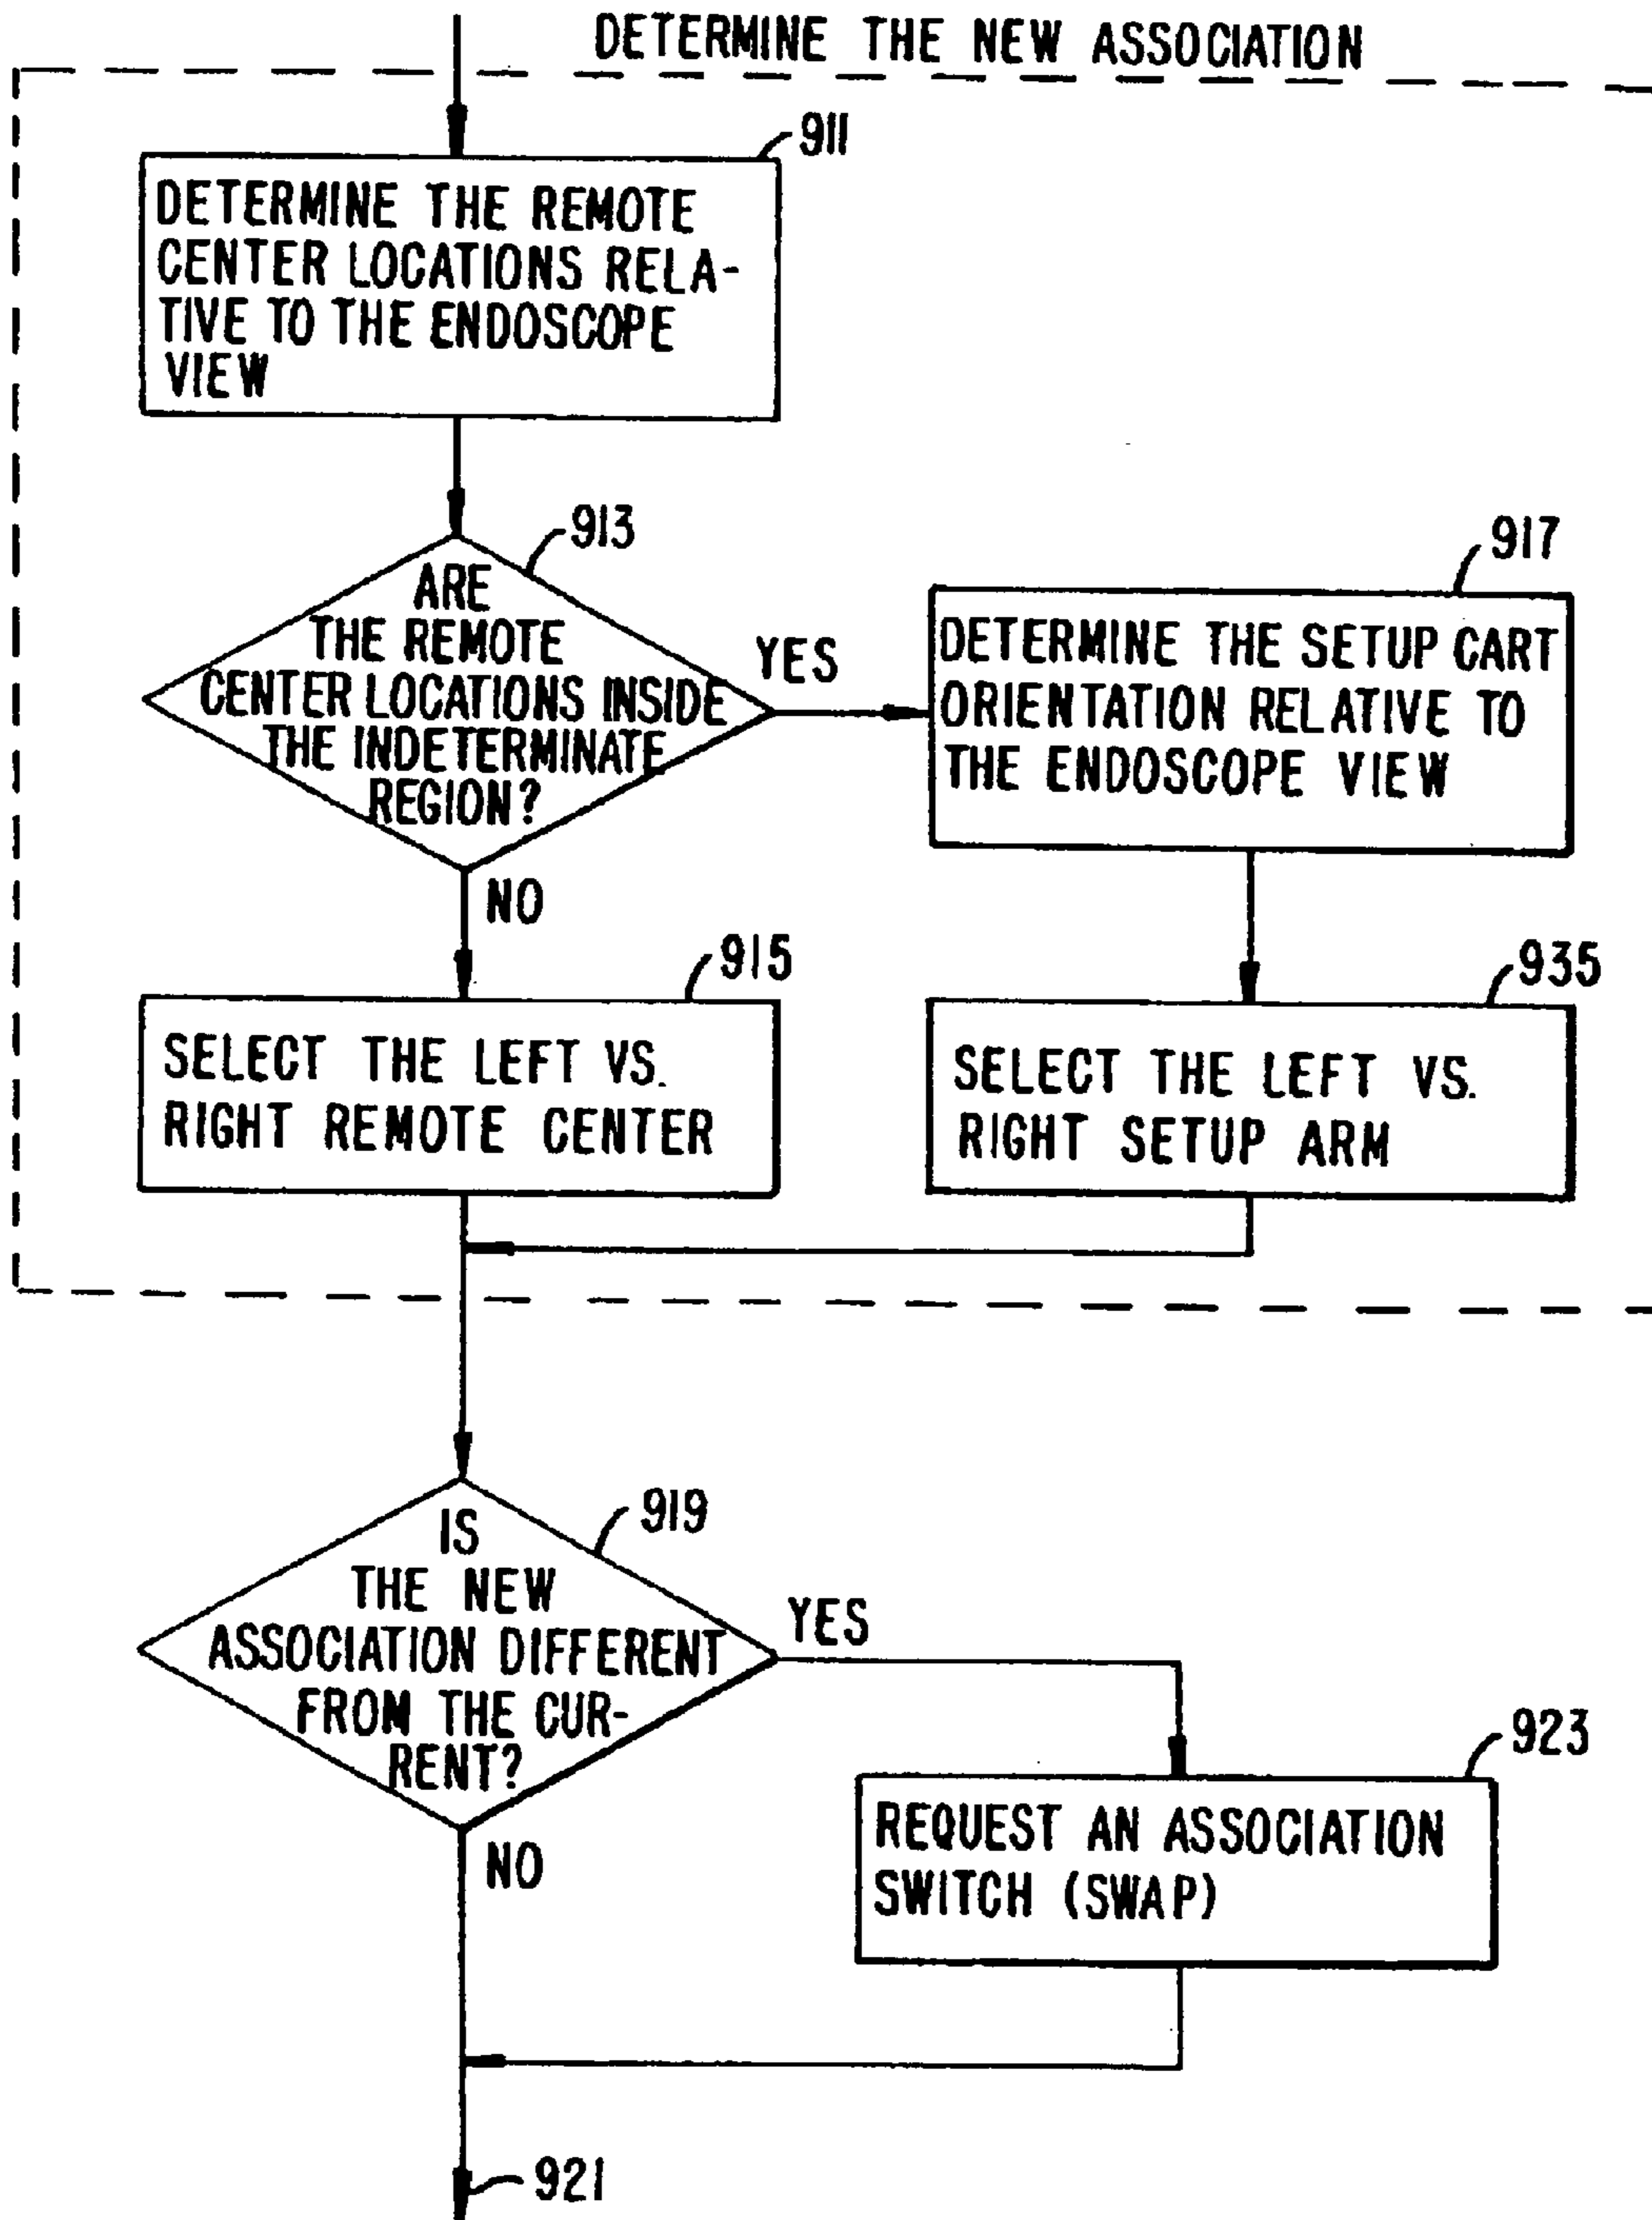 DETERMINE THE NEW ASSOCIATION
911
DETERMINE THE REMOTE
CENTER LOCATIONS RELA-
TIVE TO THE ENDOSCOPE
VIEW
913
ARE
THE REMOTE
CENTER LOCATIONS INSIDE
THE INDETERMINATE
REGION?
YES
NO
917
DETERMINE THE SETUP CART
ORIENTATION RELATIVE TO
THE ENDOSCOPE VIEW
915
SELECT THE LEFT VS.
RIGHT REMOTE CENTER
935
SELECT THE LEFT VS.
RIGHT SETUP ARM
919
IS
THE NEW
ASSOCIATION DIFFERENT
FROM THE CUR-
RENT?
YES
NO
923
REQUEST AN ASSOCIATION
SWITCH (SWAP)
921